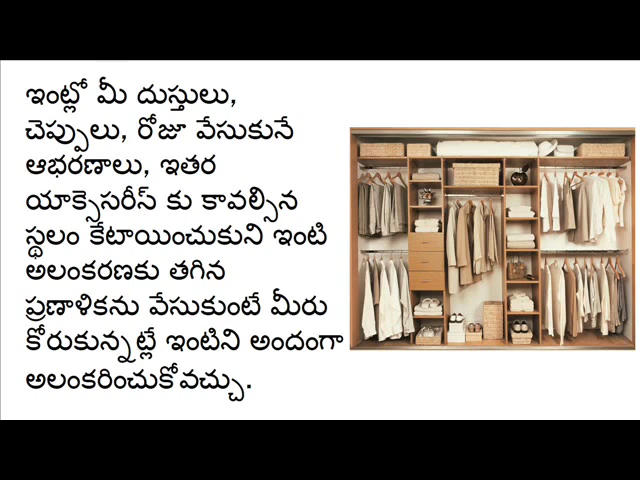 ఇంట్లో మీ దుస్తులు,
చెప్పులు, రోజూ వేసుకునే
ఆభరణాలు, ఇతర
యాక్సెసరీస్ కు కావల్సిన
స్థలం కేటాయించుకుని ఇంటి
అలంకరణకు తగిన
ప్రణాళికను వేసుకుంటే మీరు
కోరుకున్నట్లే ఇంటిని అందంగా
అలంకరించుకోవచ్చు.